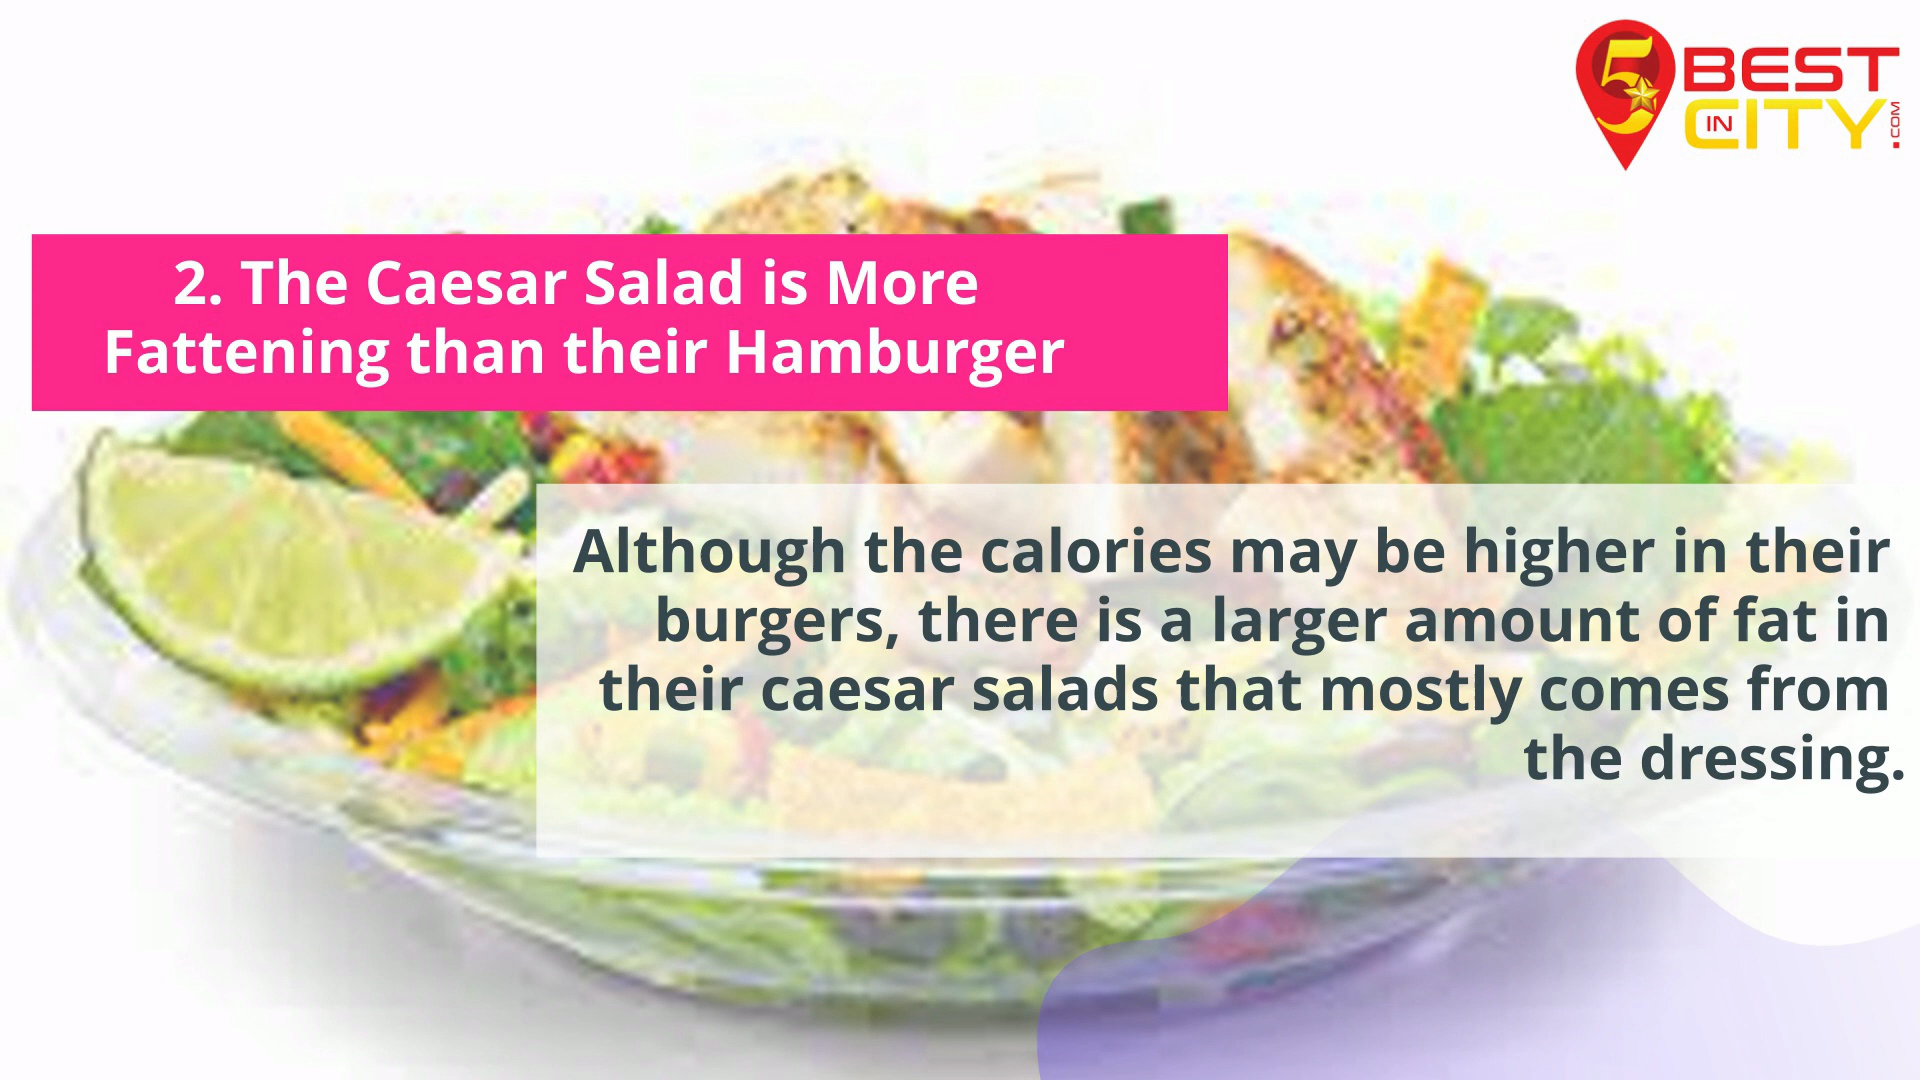 5 BEST
IN CITY .COM
2. The Caesar Salad is More
Fattening than their Hamburger
Although the calories may be higher in their
burgers, there is a larger amount of fat in
their caesar salads that mostly comes from
the dressing.